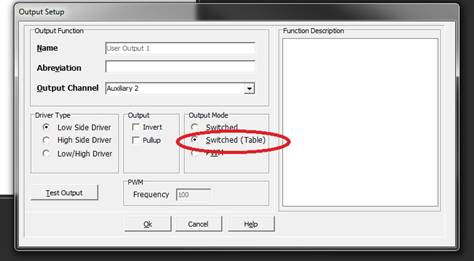 Output Setup
Output Function
Name
User Output 1
Abreviation
Output Channel
Auxiliary 2
Function Description
Driver Type
Low Side Driver
High Side Driver
Low/High Driver
Output
Invert
Pullup
Output Mode
Switched
Switched (Table)
PWM
Test Output
PWM
Frequency
100
Ok
Cancel
Help